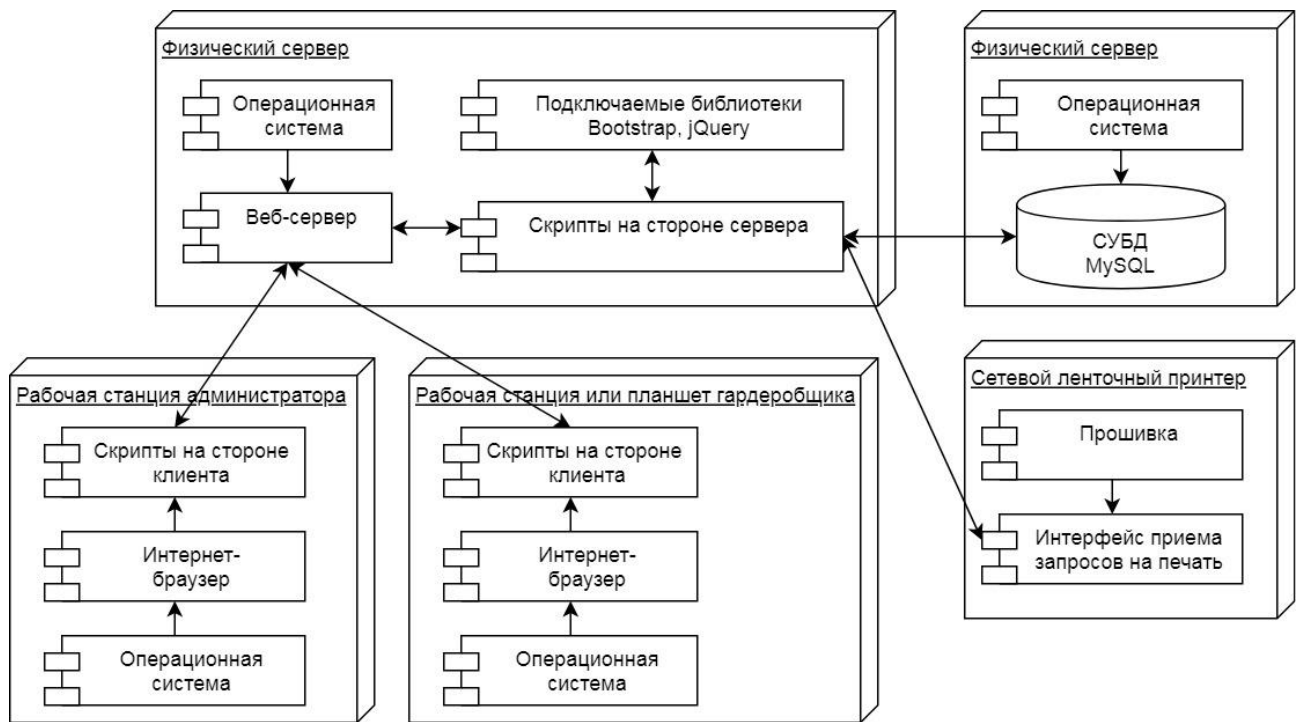 Физический сервер
Операционная
система
Подключаемые библиотеки
Bootstrap, jQuery
Веб-сервер
Скрипты на стороне сервера
Физический сервер
Операционная
система
СУБД
MySQL
Рабочая станция администратора
Скрипты на стороне
клиента
Интернет-
браузер
Операционная
система
Рабочая станция или планшет гардеробщика
Скрипты на стороне
клиента
Интернет-
браузер
Операционная
система
Сетевой ленточный принтер
Прошивка
Интерфейс приема
запросов на печать